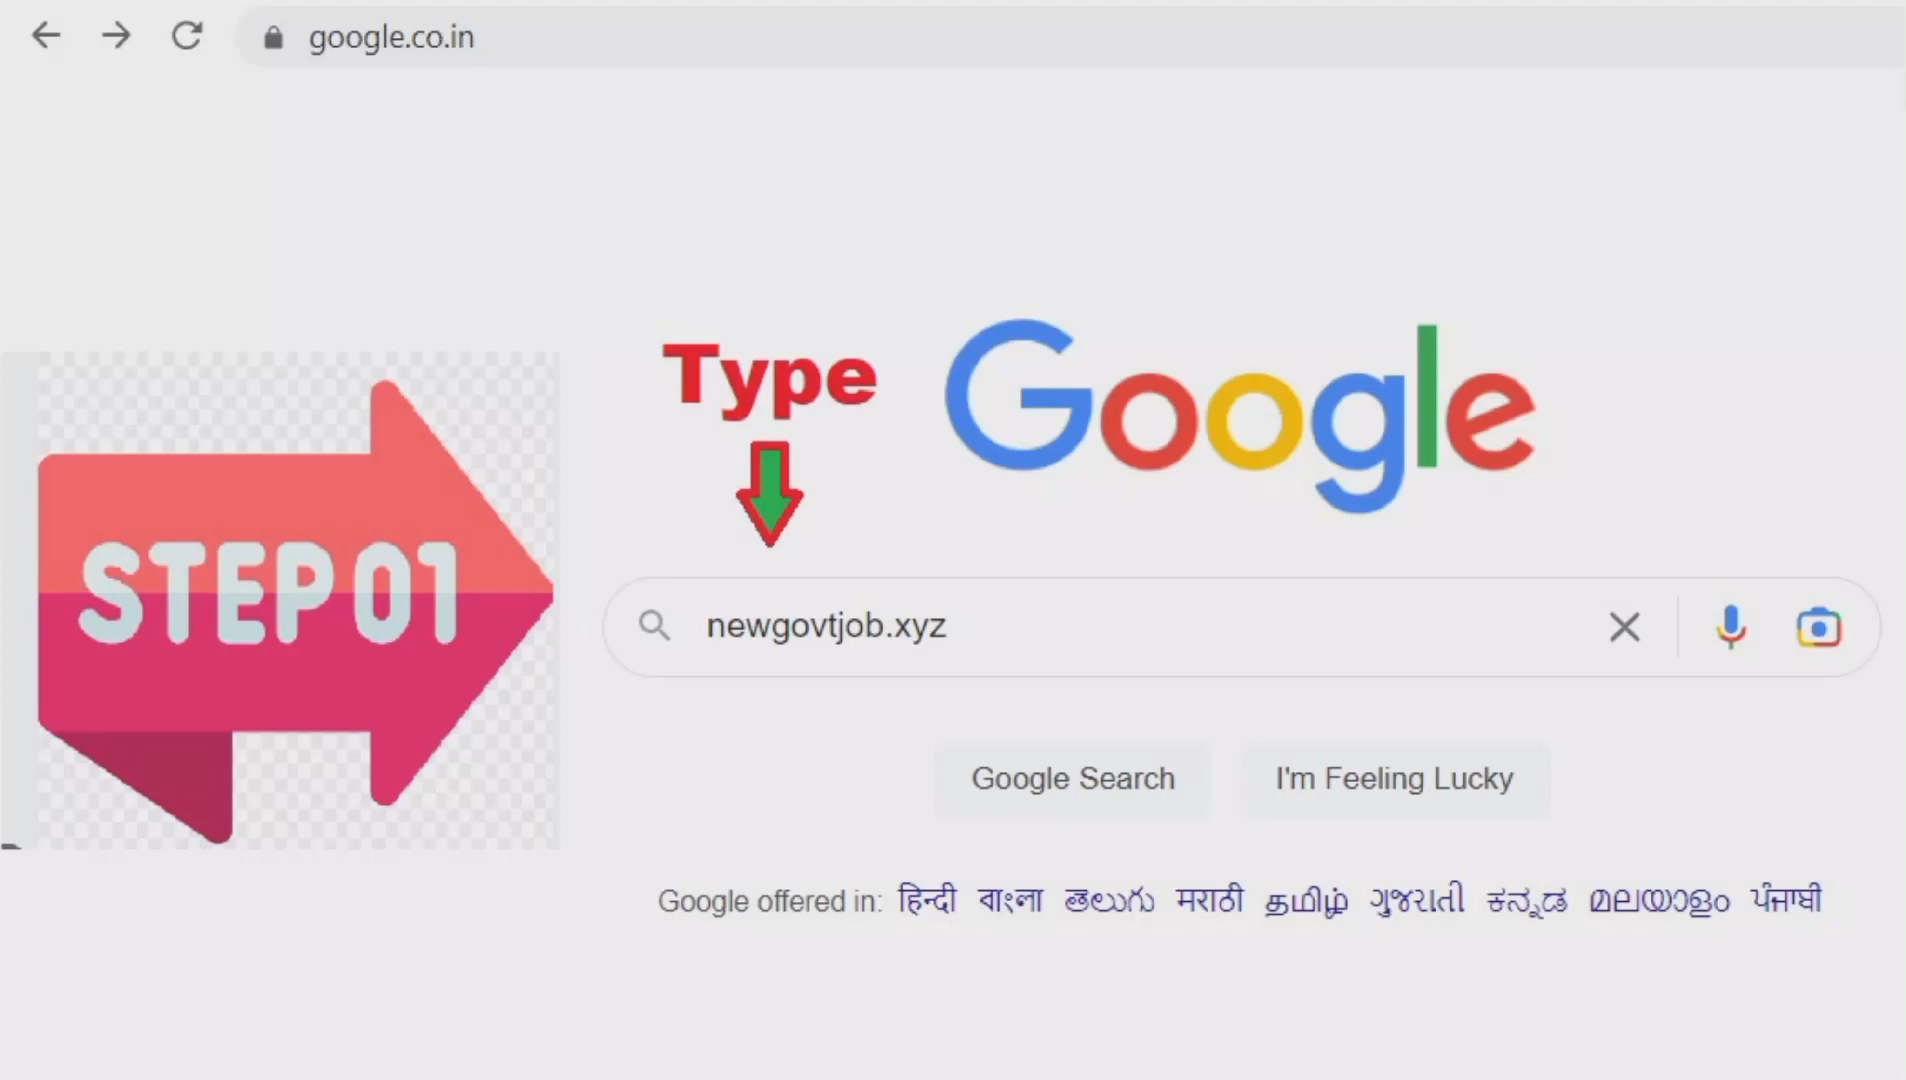 google.co.in
Type
Google
STEP 01
newgovtjob.xyz
Google Search
I'm Feeling Lucky
Google offered in: हिन्दी বাংলা తెలుగు मराठी தமிழ் ગુજરાતી ಕನ್ನಡ മലയാളം ਪੰਜਾਬੀ